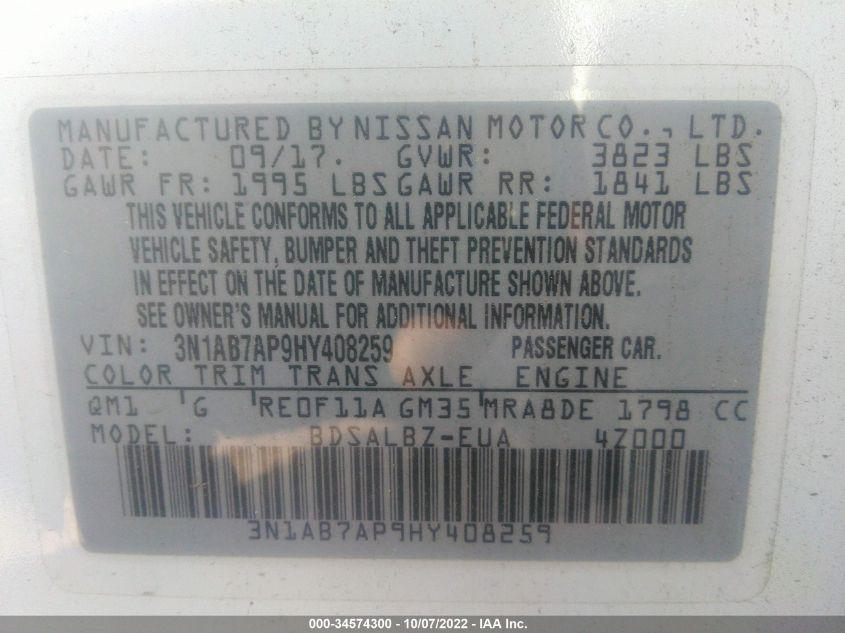 MANUFACTURED BY NISSAN MOTOR CO., LTD.
DATE: 09/17. GVWR: 3823 LBS
GAWR FR: 1995 LBS GAWR RR: 1841 LBS
THIS VEHICLE CONFORMS TO ALL APPLICABLE FEDERAL MOTOR
VEHICLE SAFETY, BUMPER AND THEFT PREVENTION STANDARDS
IN EFFECT ON THE DATE OF MANUFACTURE SHOWN ABOVE.
SEE OWNER'S MANUAL FOR ADDITIONAL INFORMATION.
VIN: 3N1AB7AP9HY408259 PASSENGER CAR.
COLOR TRIM TRANS AXLE ENGINE
QM1 G RE0F11A GM35 MRA8DE 1798 CC
MODEL: BDSALBZ-EUA 4Z000
3N1AB7AP9HY408259
000-34574300 - 10/07/2022 - IAA Inc.